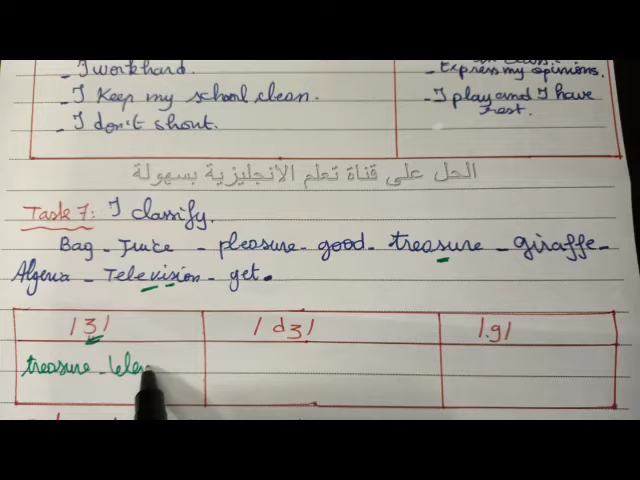 - I work hard.
- I Keep my school clean.
- I don't shout.
- Express my opinions.
- I play and I have
rest.
الحل على قناة تعلم الانجليزية بسهولة
Task 7: I classify.
Bag - Juice - pleasure - good - treasure - giraffe -
Algeria - Television - get.
/ʒ/ /dʒ/ /g/
treasure - tele